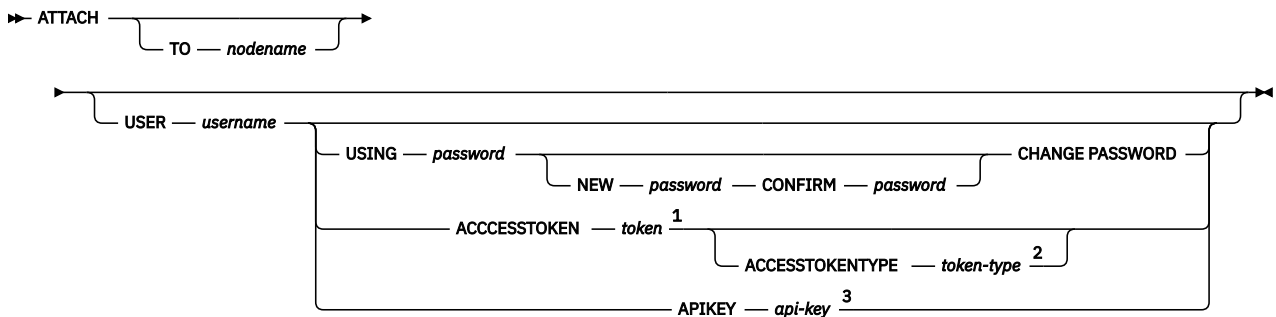 ATTACH
TO nodename
USER username
USING password CHANGE PASSWORD
NEW password CONFIRM password
ACCCESSTOKEN token 1
ACCESSTOKENTYPE token-type 2
APIKEY api-key 3